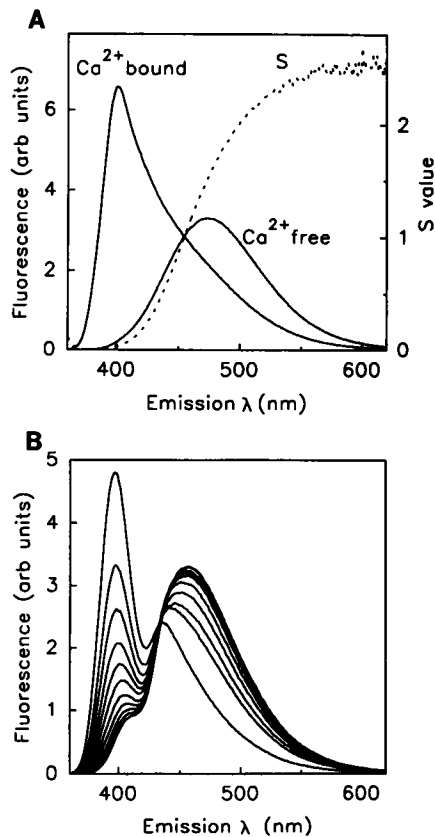 A
Ca2+bound
S
Ca2+free
Fluorescence (arb units)
6
4
2
0
S value
2
1
0
400
500
600
Emission λ (nm)
B
Fluorescence (arb units)
5
4
3
2
1
0
400
500
600
Emission λ (nm)